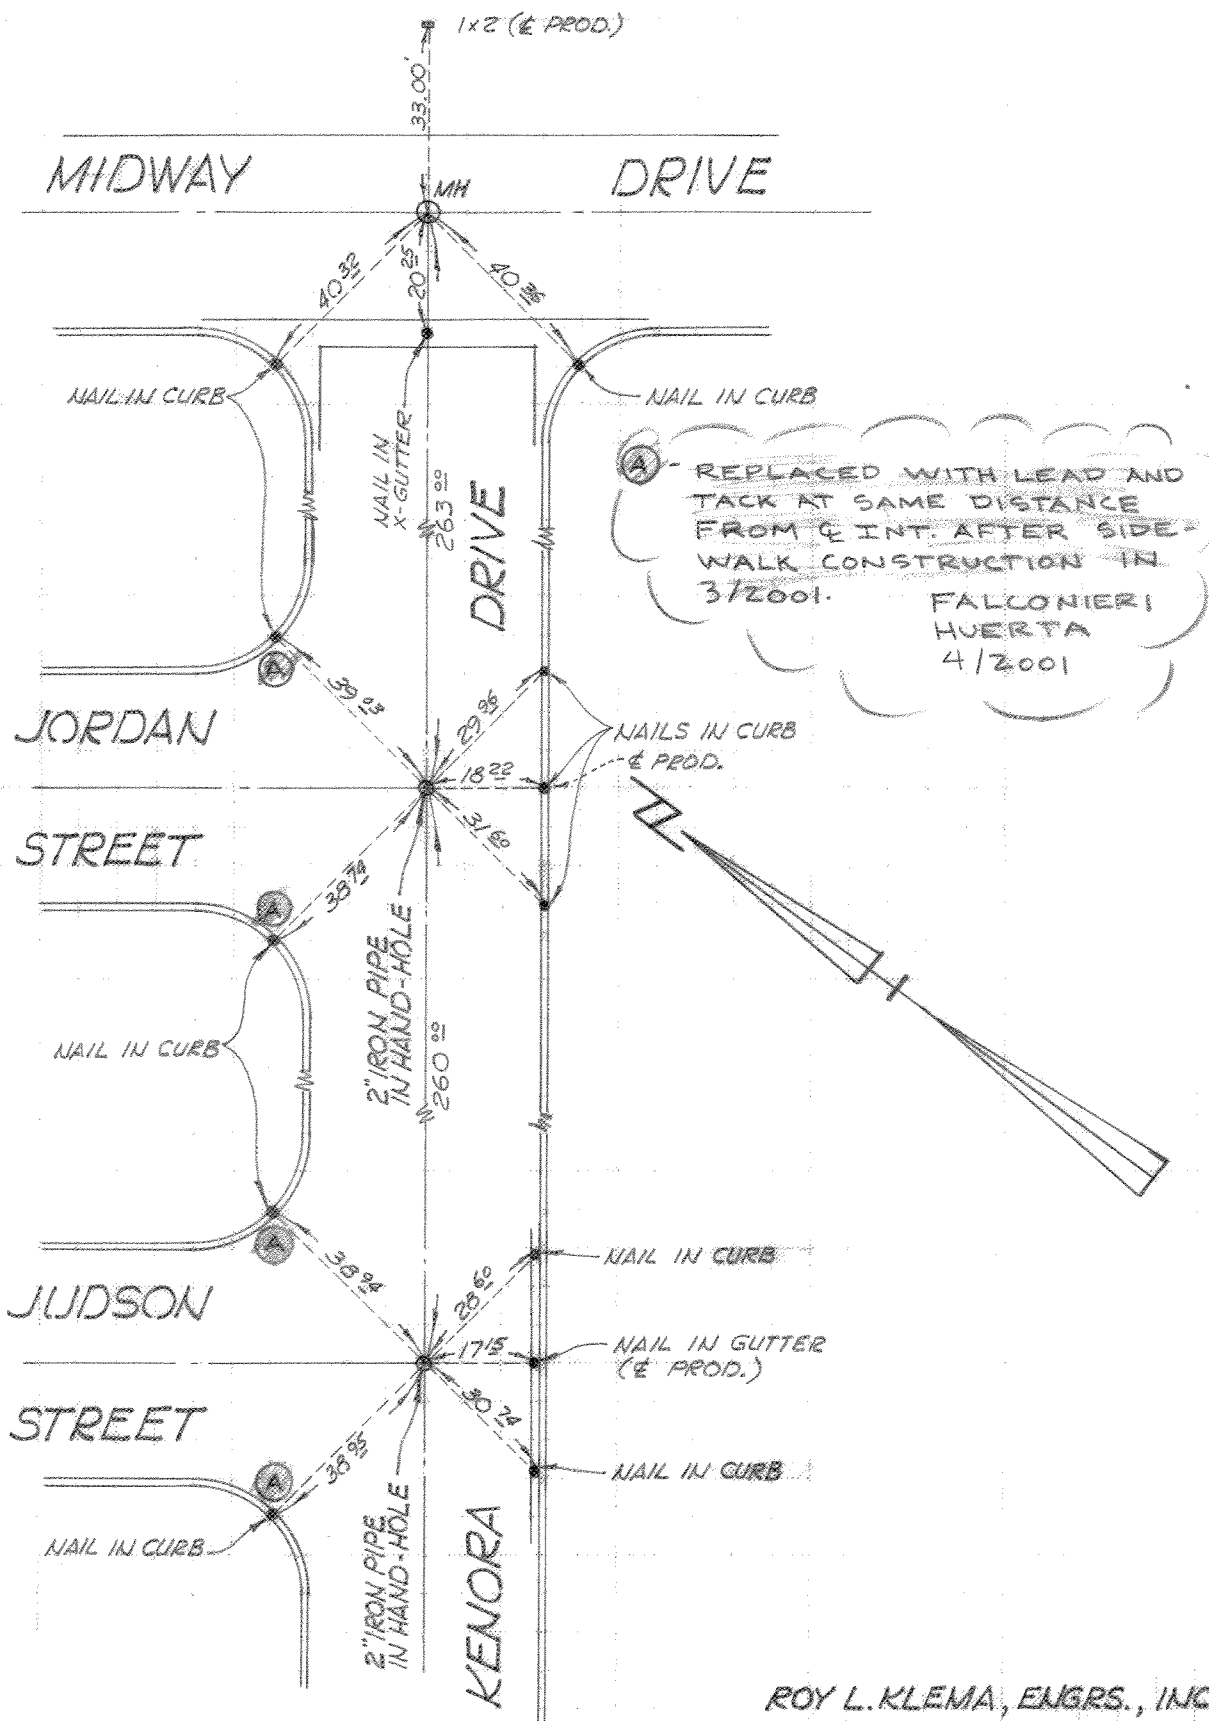 1x2 (℄ PROD.)
33.00'
MIDWAY DRIVE
MH
40 32
20 25
40 36
NAIL IN CURB
NAIL IN CURB
NAIL IN
X-GUTTER
263 00
DRIVE
A - REPLACED WITH LEAD AND
TACK AT SAME DISTANCE
FROM ℄ INT. AFTER SIDE-
WALK CONSTRUCTION IN
3/2001.
FALCONIERI
HUERTA
4/2001
A
39 03
29 96
JORDAN
NAILS IN CURB
℄ PROD.
18 22
STREET
31 60
38 74
A
2" IRON PIPE
IN HAND-HOLE
N
NAIL IN CURB
260 00
A
38 94
28 60
NAIL IN CURB
JUDSON
17 15
NAIL IN GUTTER
(℄ PROD.)
STREET
30 74
38 95
NAIL IN CURB
A
NAIL IN CURB
2" IRON PIPE
IN HAND-HOLE
KENORA
ROY L. KLEMA, ENGRS., INC